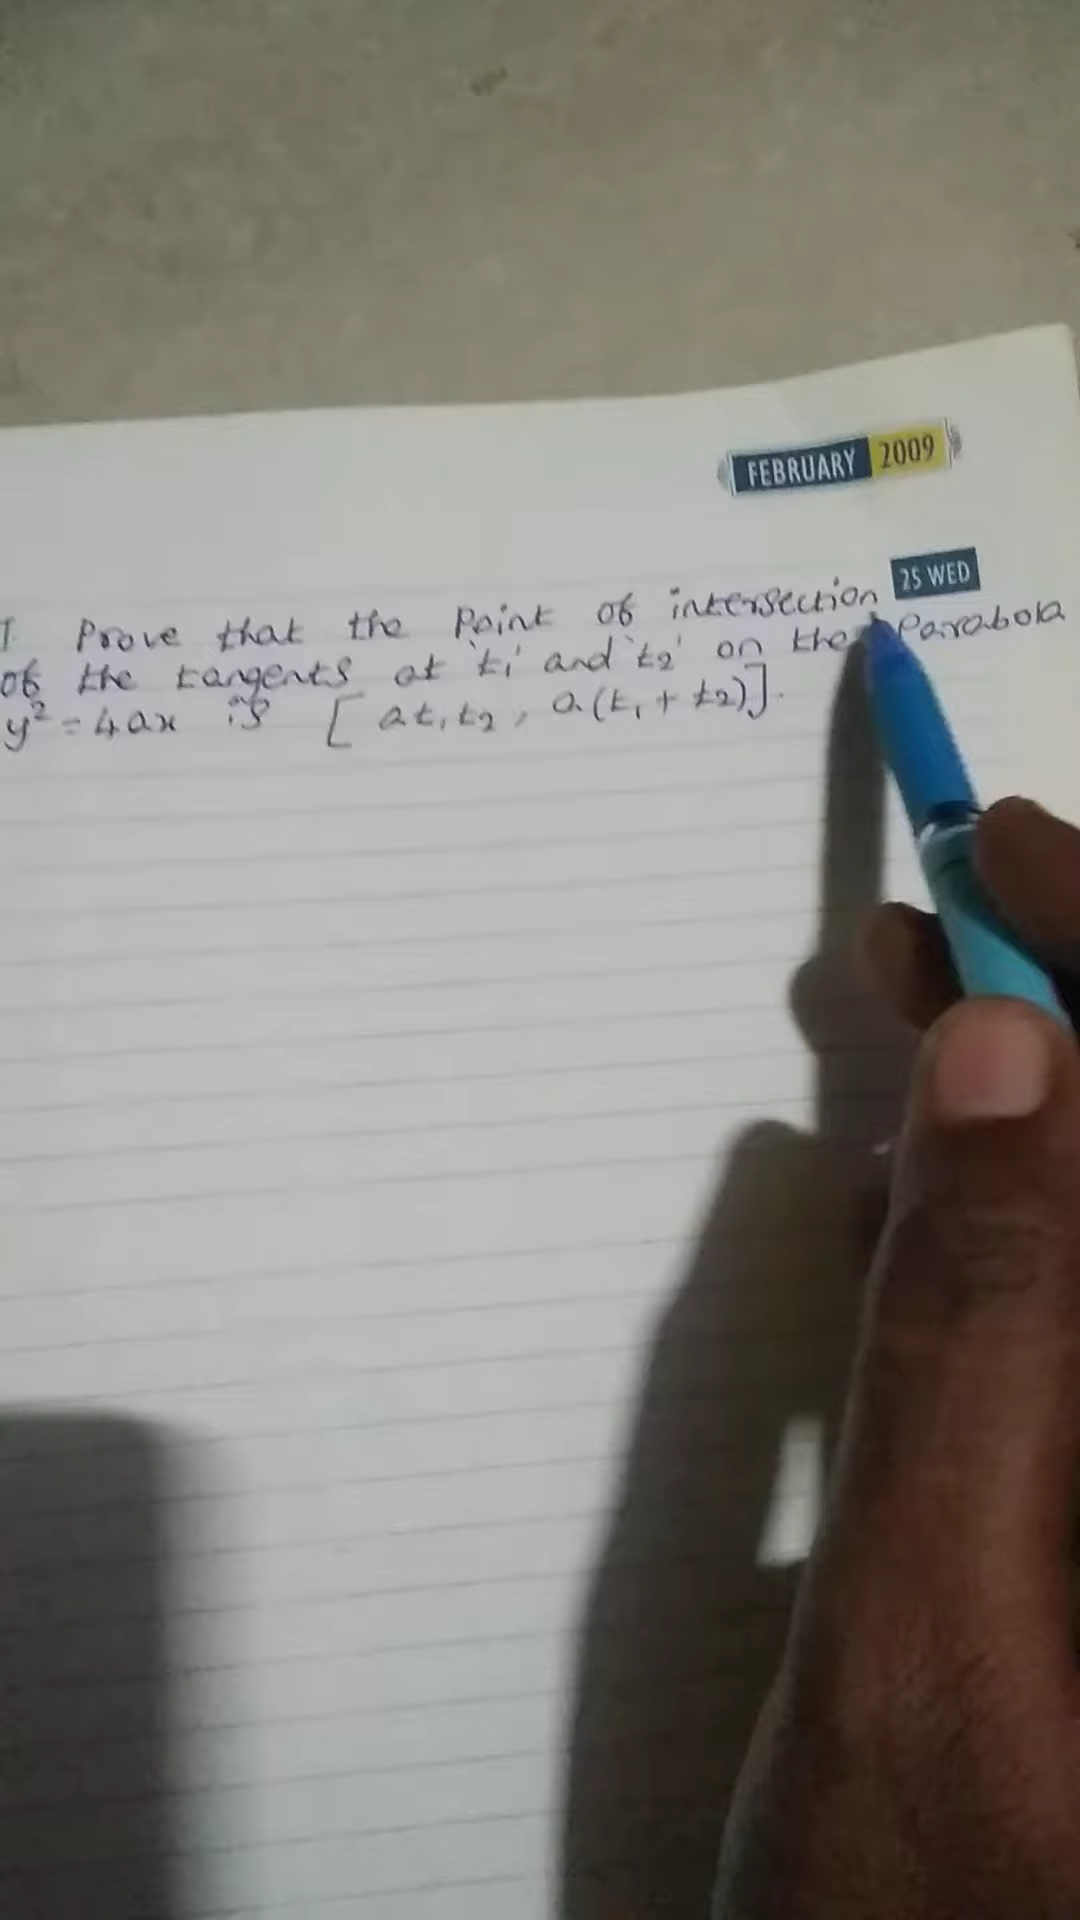 FEBRUARY 2009
25 WED
1. Prove that the Point of intersection
of the tangents at 't₁' and 't₂' on the Parabola
y² = 4ax is [at₁t₂, a(t₁ + t₂)].